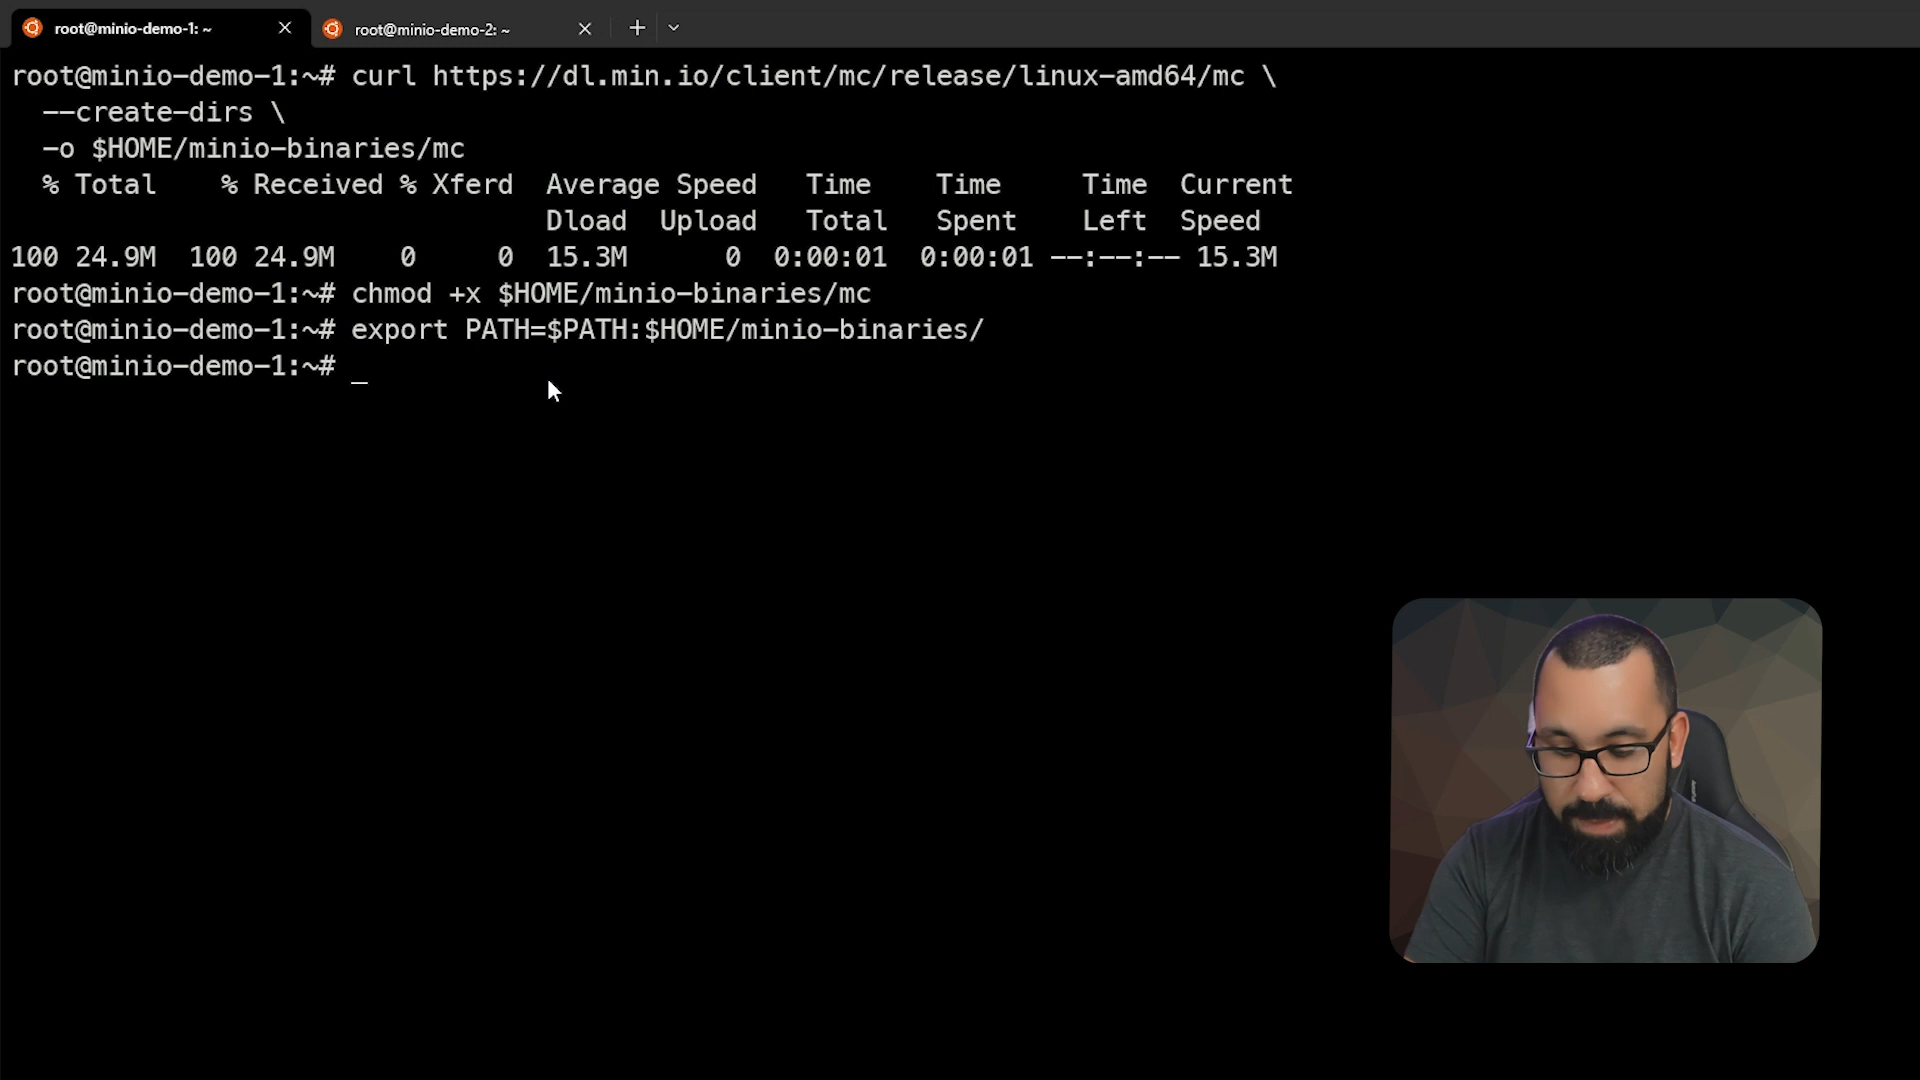 root@minio-demo-1: ~
root@minio-demo-2: ~
root@minio-demo-1:~# curl https://dl.min.io/client/mc/release/linux-amd64/mc \
  --create-dirs \
  -o $HOME/minio-binaries/mc
  % Total    % Received % Xferd  Average Speed   Time    Time     Time  Current
                                 Dload  Upload   Total   Spent    Left  Speed
100 24.9M  100 24.9M    0     0  15.3M      0  0:00:01  0:00:01 --:--:-- 15.3M
root@minio-demo-1:~# chmod +x $HOME/minio-binaries/mc
root@minio-demo-1:~# export PATH=$PATH:$HOME/minio-binaries/
root@minio-demo-1:~# _